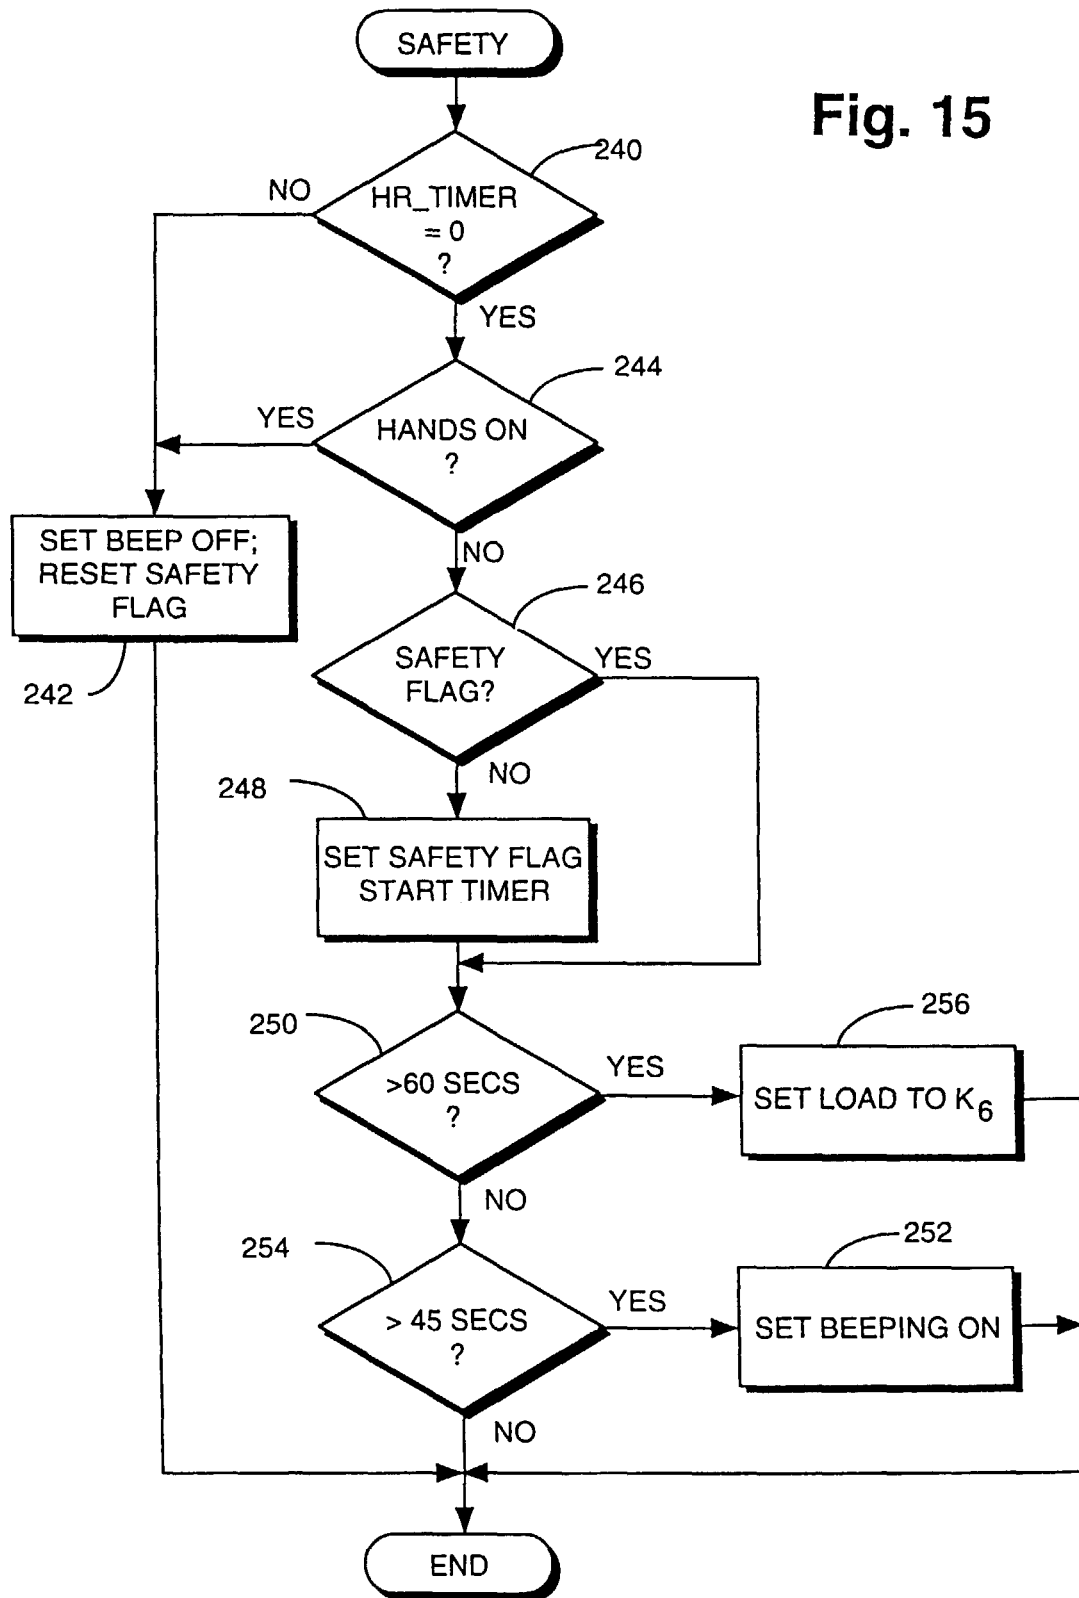 SAFETY
Fig. 15
240
NO
HR_TIMER
= 0
?
YES
244
YES
HANDS ON
?
SET BEEP OFF;
RESET SAFETY
FLAG
NO
246
242
SAFETY
FLAG?
YES
NO
248
SET SAFETY FLAG
START TIMER
250
256
>60 SECS
?
YES
SET LOAD TO K6
NO
254
252
> 45 SECS
?
YES
SET BEEPING ON
NO
END